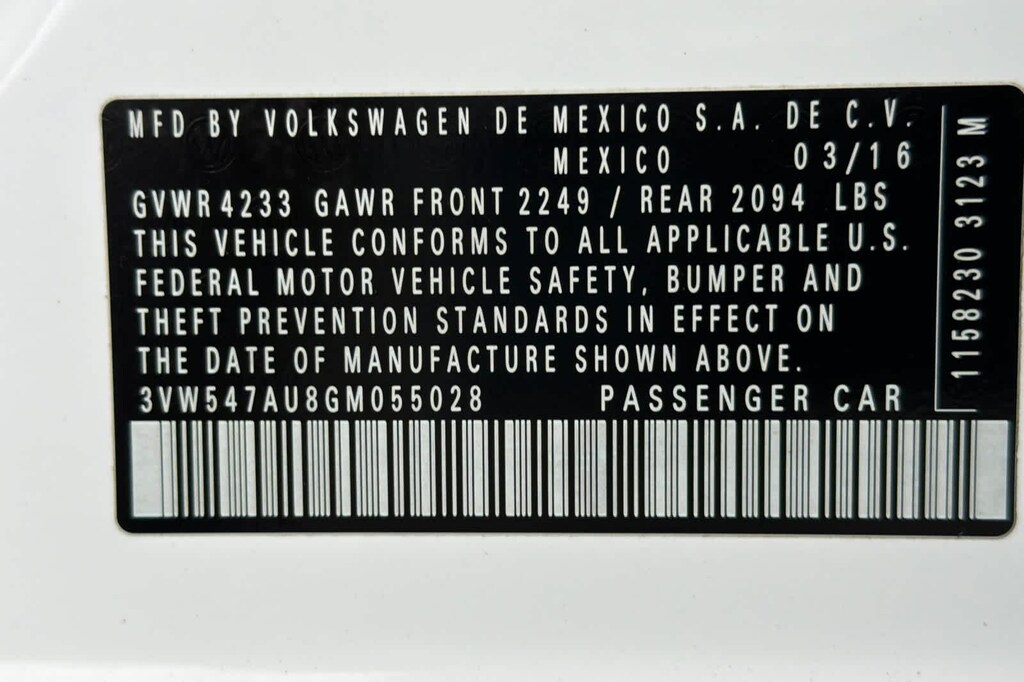 MFD BY VOLKSWAGEN DE MEXICO S.A. DE C.V.
MEXICO 03/16
GVWR 4233 GAWR FRONT 2249 / REAR 2094 LBS
THIS VEHICLE CONFORMS TO ALL APPLICABLE U.S.
FEDERAL MOTOR VEHICLE SAFETY, BUMPER AND
THEFT PREVENTION STANDARDS IN EFFECT ON
THE DATE OF MANUFACTURE SHOWN ABOVE.
3VW547AU8GM055028 PASSENGER CAR
1158230 3123 M